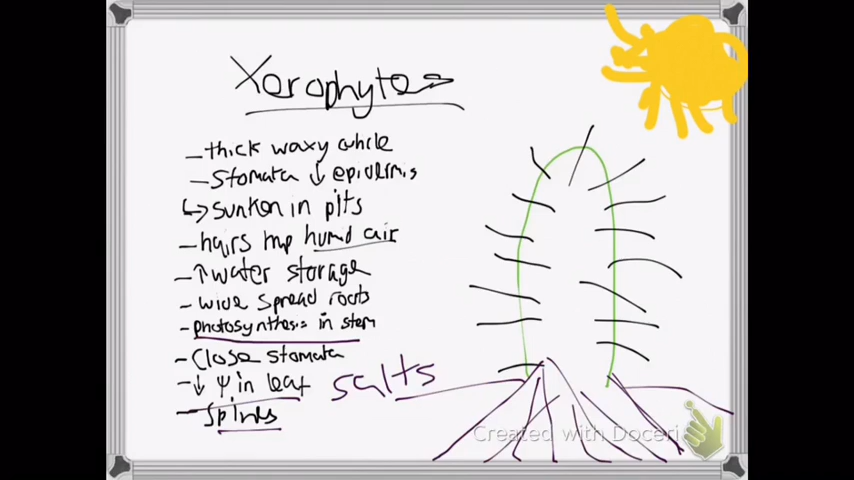 Xerophytes
- thick waxy cuticle
- Stomata ↓ epidermis
↳ sunken in pits
- hairs trap humid air
- ↑ water storage
- wide spread roots
- photosynthesis in stem
- Close stomata
- ↓ Ψ in leaf salts
- Spines
Created with Doceri